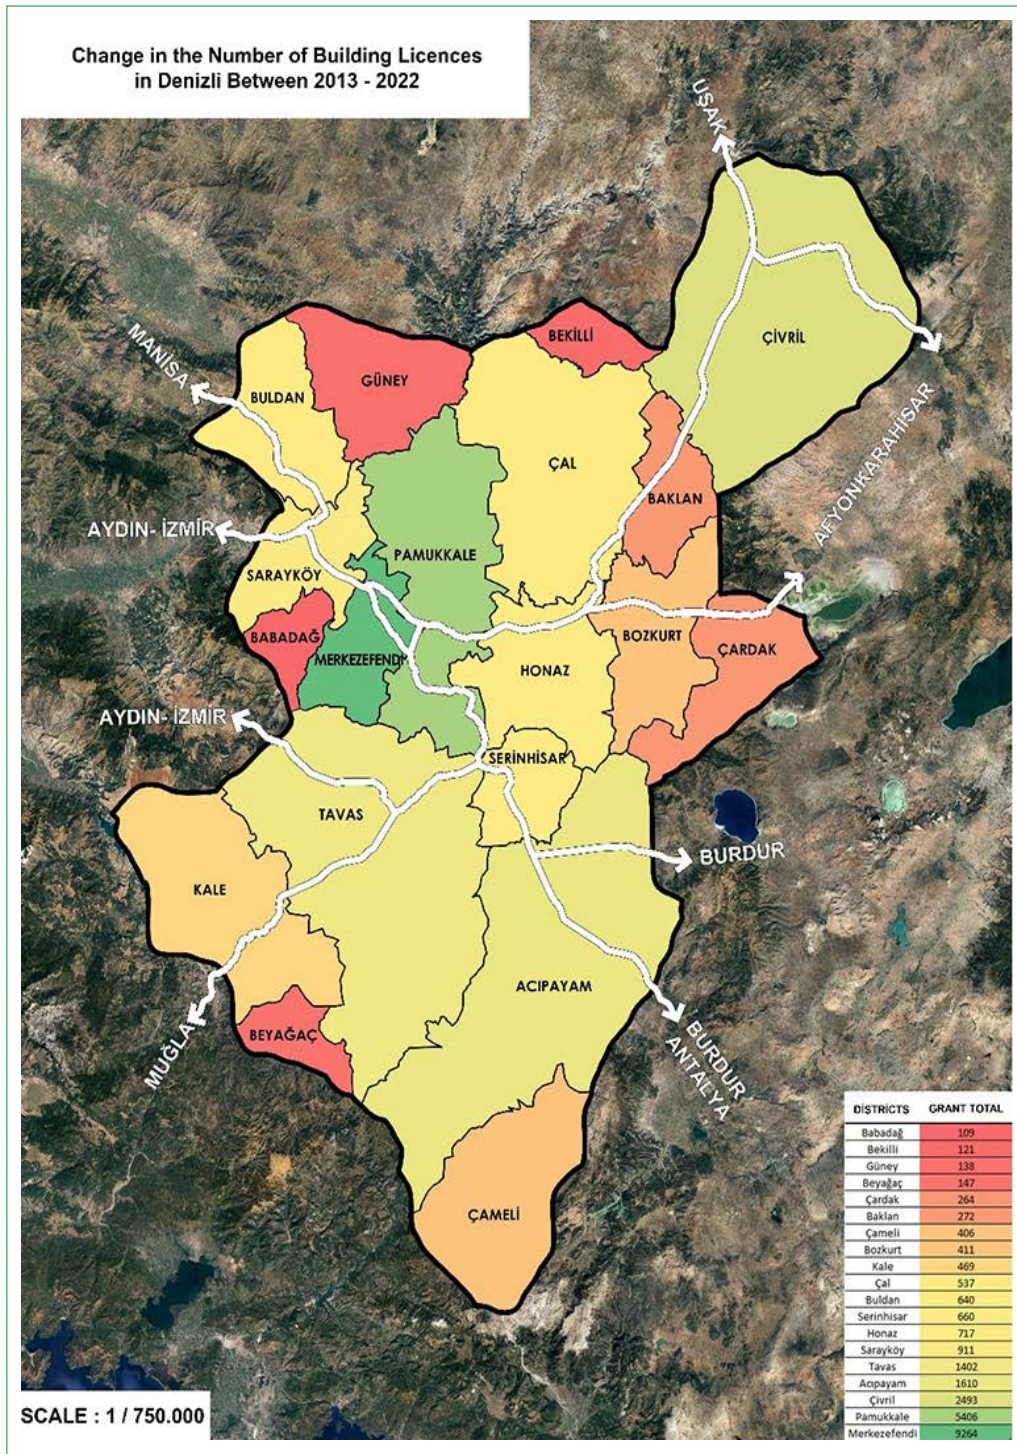 Change in the Number of Building Licences
in Denizli Between 2013 - 2022
UŞAK
MANİSA
AYDIN- İZMİR
AYDIN- İZMİR
MUĞLA
AFYONKARAHISAR
BURDUR
BURDUR
ANTALYA
ÇİVRİL
BEKİLLİ
GÜNEY
BULDAN
ÇAL
BAKLAN
PAMUKKALE
SARAYKÖY
BABADAĞ
MERKEZEFENDİ
HONAZ
BOZKURT
ÇARDAK
SERİNHİSAR
TAVAS
KALE
ACIPAYAM
BEYAĞAÇ
ÇAMELİ
DİSTRICTS GRANT TOTAL
Babadağ 109
Bekilli 121
Güney 138
Beyağaç 147
Çardak 264
Baklan 272
Çameli 406
Bozkurt 411
Kale 469
Çal 537
Buldan 640
Serinhisar 660
Honaz 717
Sarayköy 911
Tavas 1402
Acıpayam 1610
Çivril 2493
Pamukkale 5406
Merkezefendi 9264
SCALE : 1 / 750.000